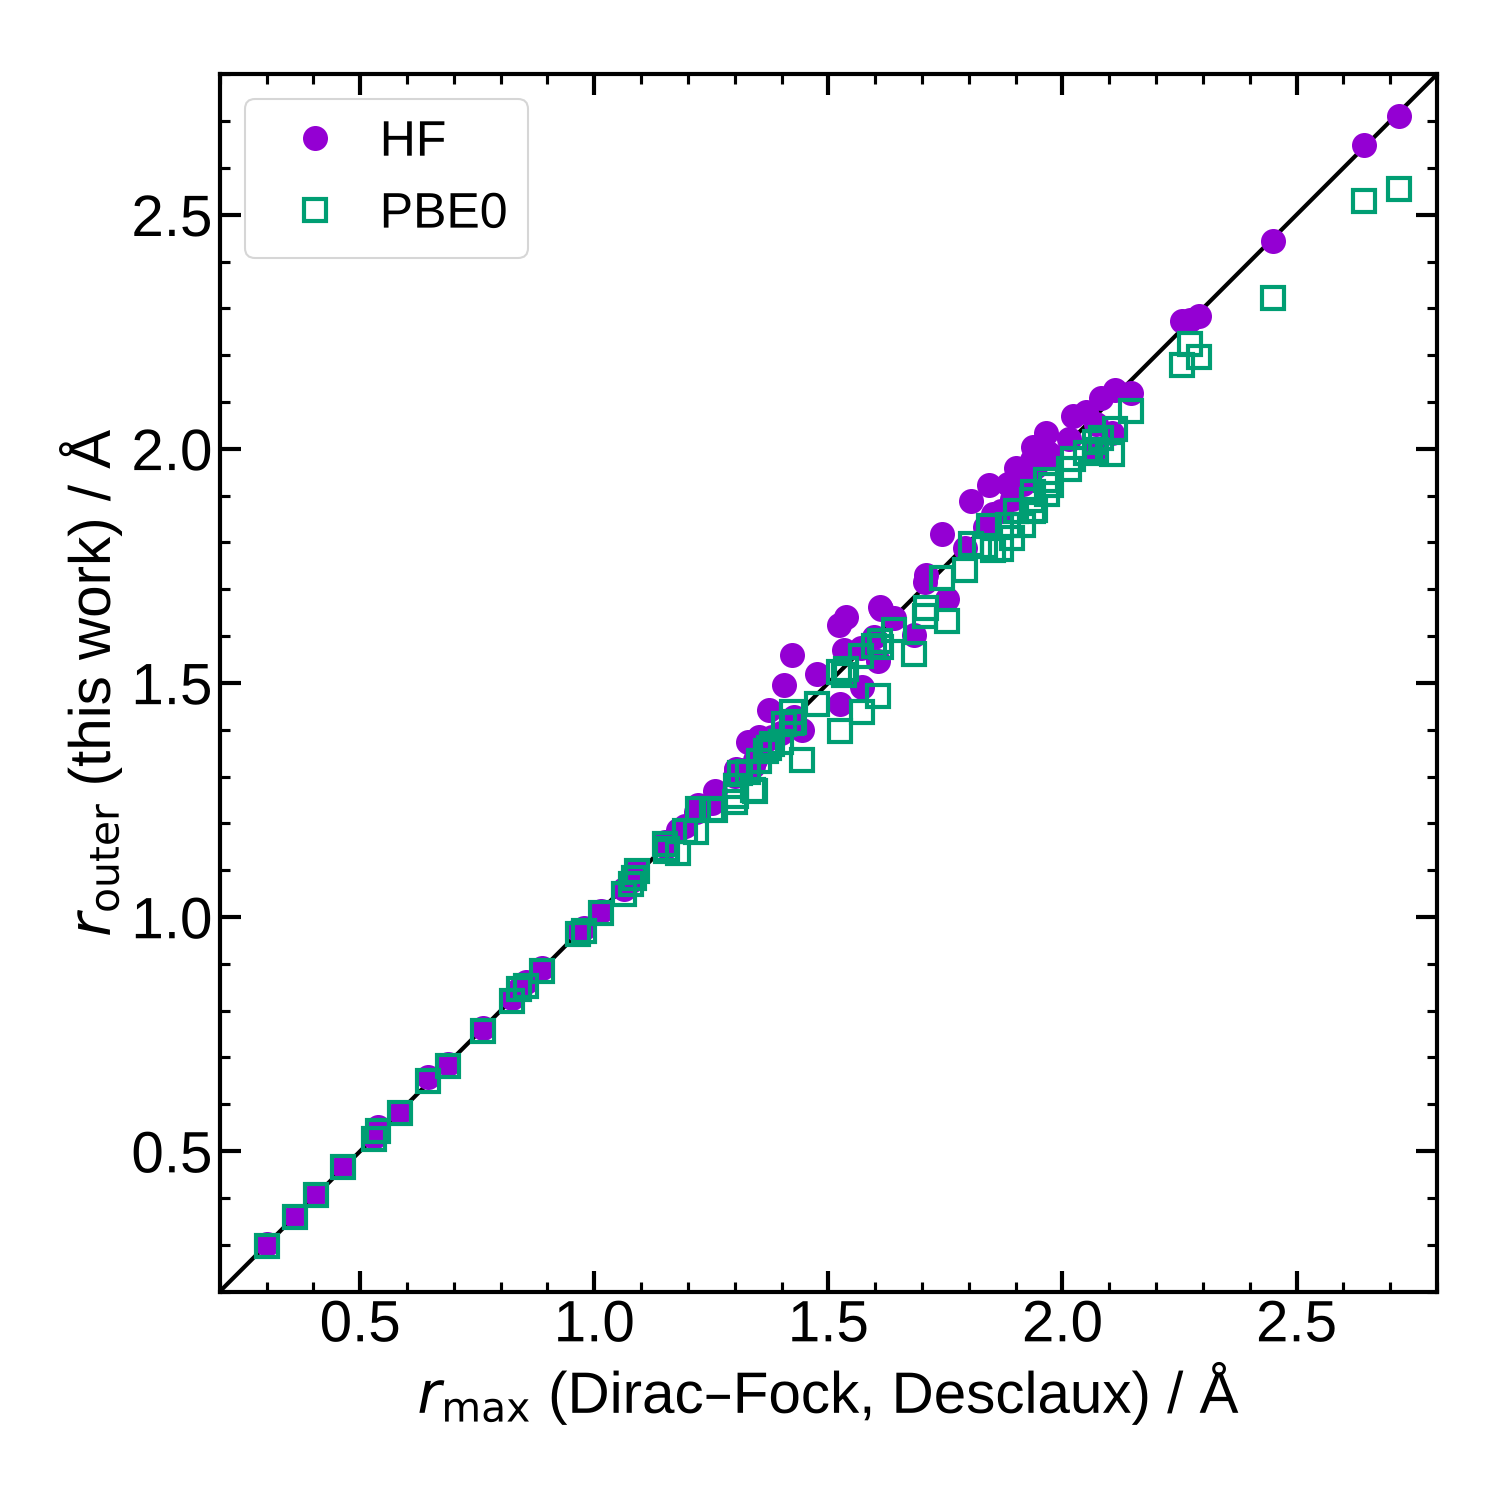 HF
PBE0
2.5
2.0
1.5
1.0
0.5
r_outer (this work) / Å
0.5 1.0 1.5 2.0 2.5
r_max (Dirac–Fock, Desclaux) / Å